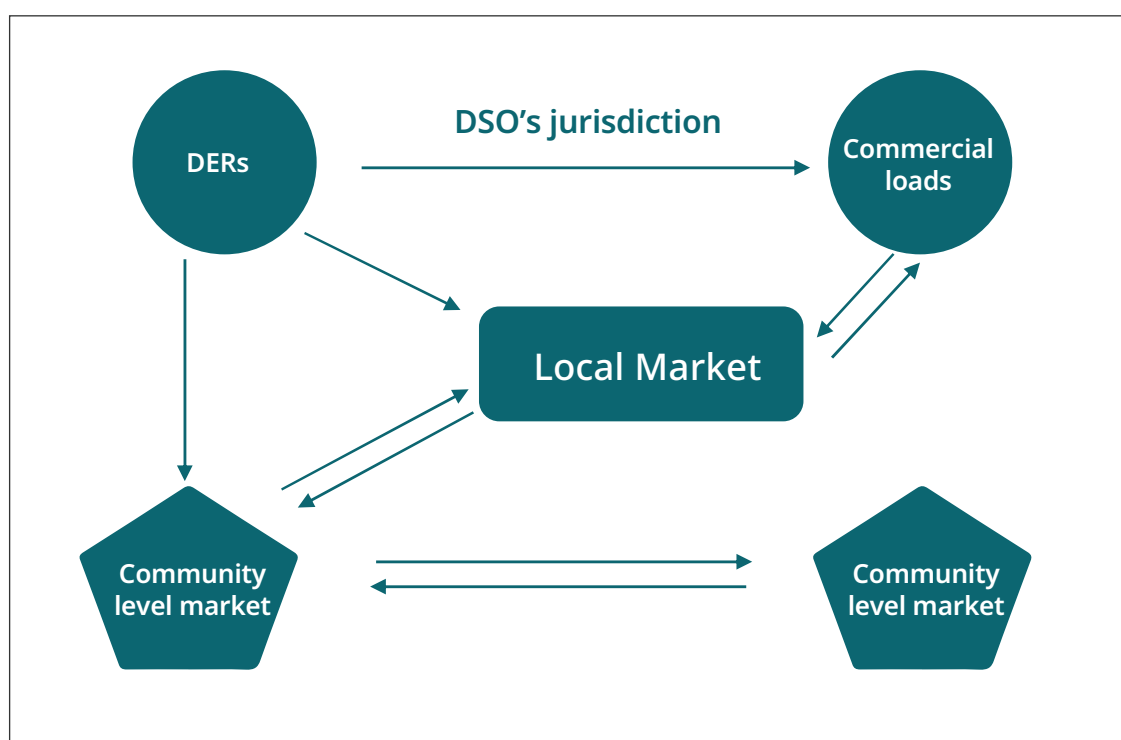 DSO’s jurisdiction
DERs
Commercial
loads
Local Market
Community
level market
Community
level market